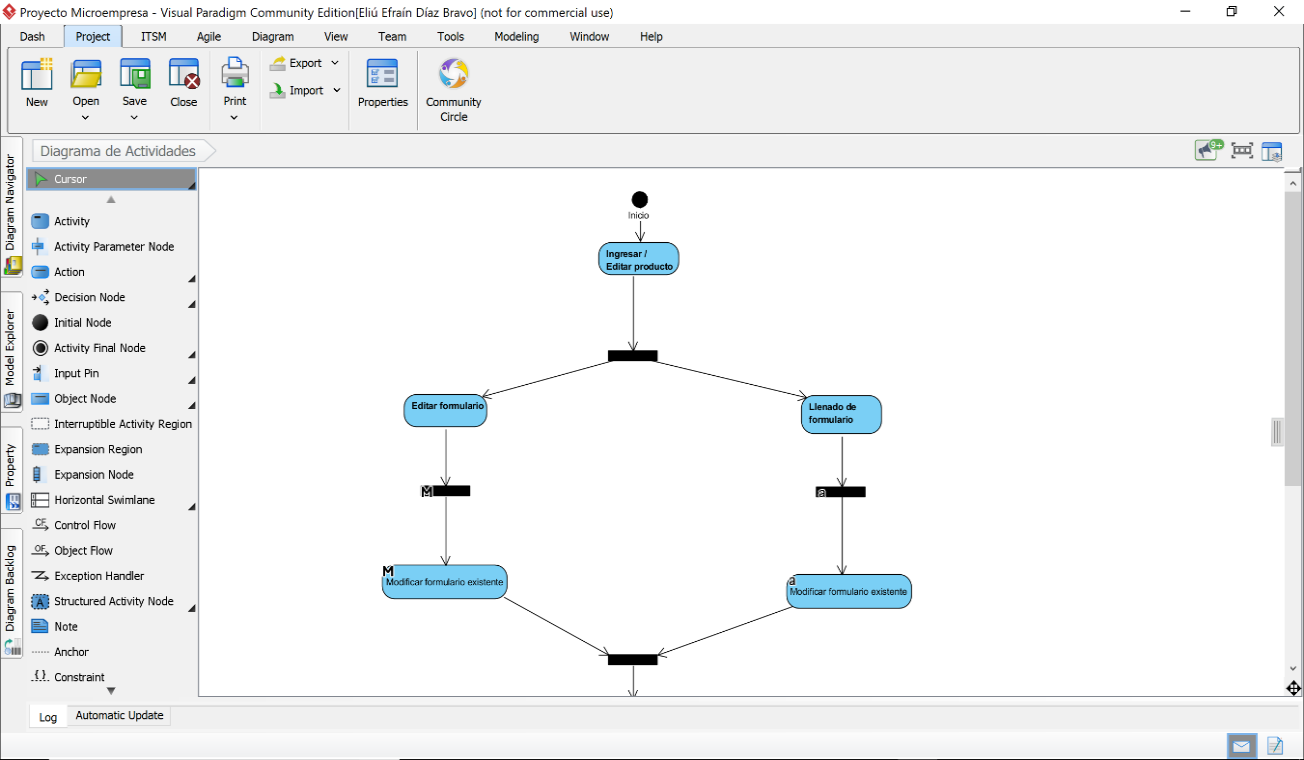 Proyecto Microempresa - Visual Paradigm Community Edition[Eliú Efraín Díaz Bravo] (not for commercial use)
Dash Project ITSM Agile Diagram View Team Tools Modeling Window Help
New Open Save Close Print Export Import Properties Community
Circle
Diagrama de Actividades
9+
Diagram Navigator
Model Explorer
Property
Diagram Backlog
Cursor
Activity
Activity Parameter Node
Action
Decision Node
Initial Node
Activity Final Node
Input Pin
Object Node
Interruptible Activity Region
Expansion Region
Expansion Node
Horizontal Swimlane
CF Control Flow
OF Object Flow
Exception Handler
A Structured Activity Node
Note
Anchor
{} Constraint
Inicio
Ingresar /
Editar producto
Editar formulario
Llenado de
formulario
M
a
M
Modificar formulario existente
a
Modificar formulario existente
Log Automatic Update